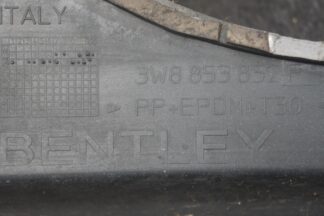 ITALY
3W8 853 852 F
> PP+EPDM-T30
BENTLEY